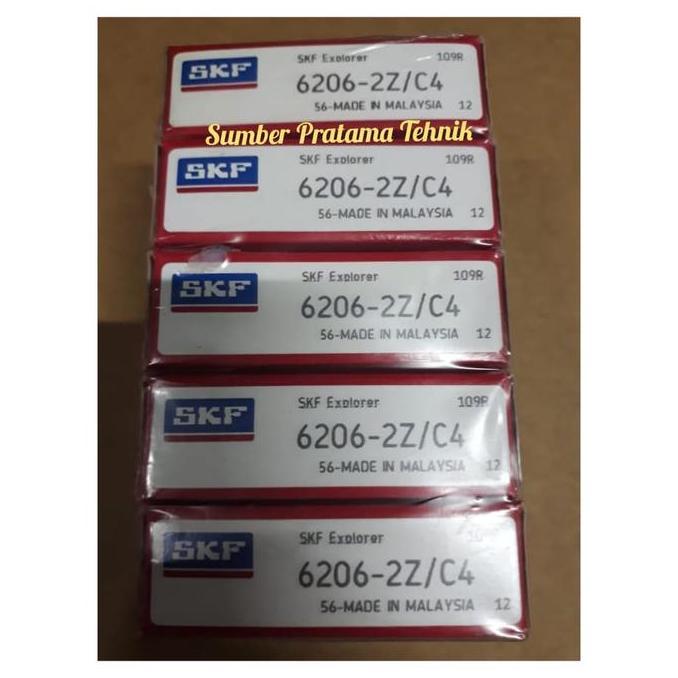 SKF
SKF Explorer 109R
6206-2Z/C4
56-MADE IN MALAYSIA 12
Sumber Pratama Tehnik
SKF
SKF Explorer 109R
6206-2Z/C4
56-MADE IN MALAYSIA 12
SKF
SKF Explorer 109R
6206-2Z/C4
56-MADE IN MALAYSIA 12
SKF
SKF Explorer 109R
6206-2Z/C4
56-MADE IN MALAYSIA 12
SKF
SKF Explorer
6206-2Z/C4
56-MADE IN MALAYSIA 12